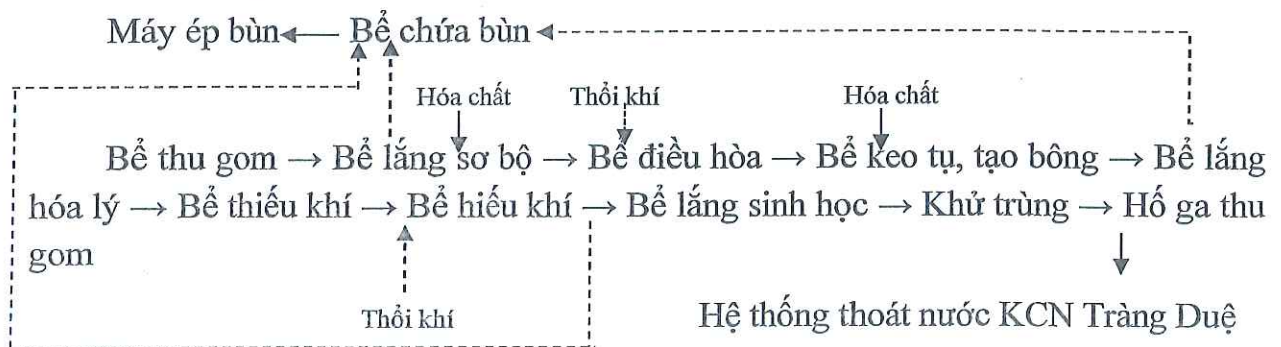 Máy ép bùn ← Bể chứa bùn
Hóa chất Thổi khí Hóa chất
Bể thu gom → Bể lắng sơ bộ → Bể điều hòa → Bể keo tụ, tạo bông → Bể lắng
hóa lý → Bể thiếu khí → Bể hiếu khí → Bể lắng sinh học → Khử trùng → Hố ga thu
gom
Thổi khí
Hệ thống thoát nước KCN Tràng Duệ